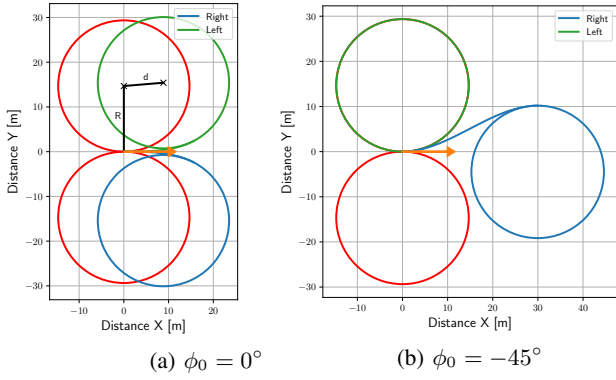 Right
Left
30
20
10
0
−10
−20
−30
Distance Y [m]
d
R
−10
0
10
20
Distance X [m]
(a) ϕ₀ = 0°
Right
Left
30
20
10
0
−10
−20
−30
Distance Y [m]
−10
0
10
20
30
40
Distance X [m]
(b) ϕ₀ = −45°